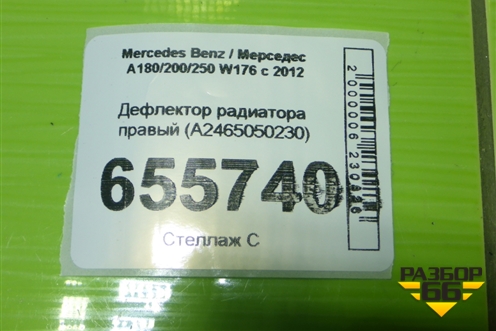 Mercedes Benz / Мерседес
A180/200/250 W176 с 2012
Дефлектор радиатора
правый (A2465050230)
655740
Стеллаж С
РАЗБОР
66